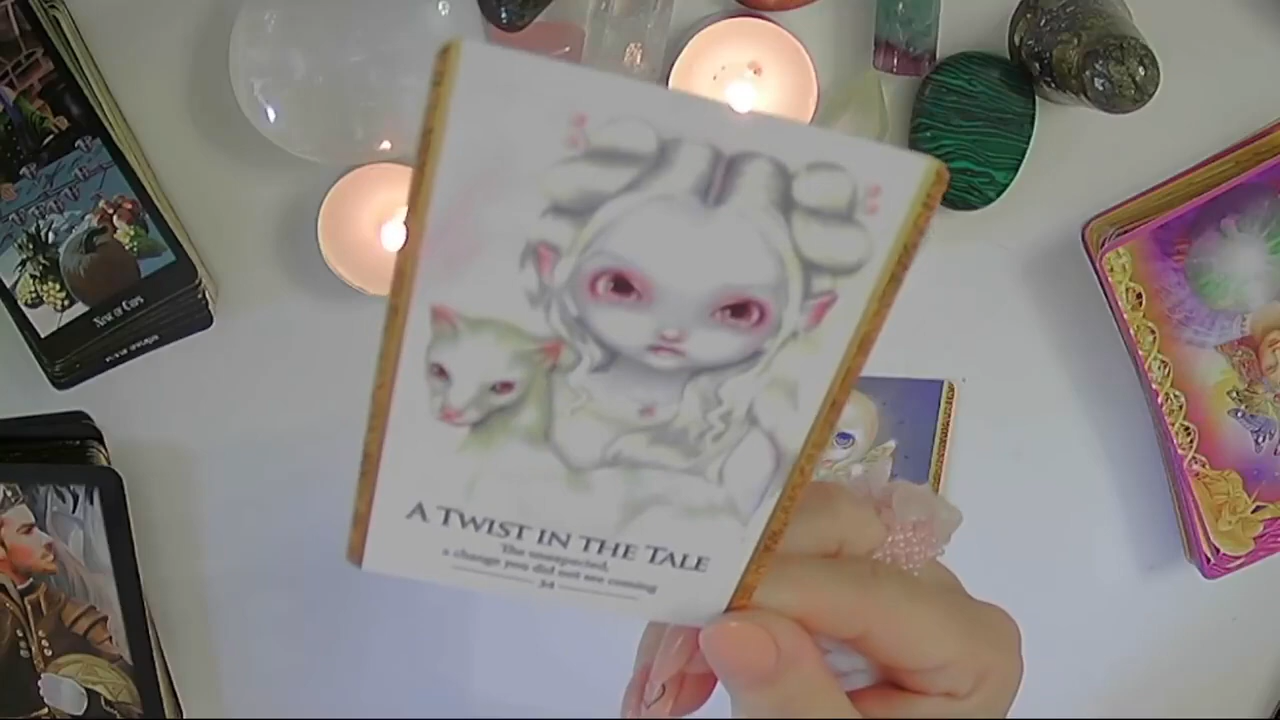 A TWIST IN THE TALE
The unexpected,
a change you did not see coming
34
NINE OF CUPS